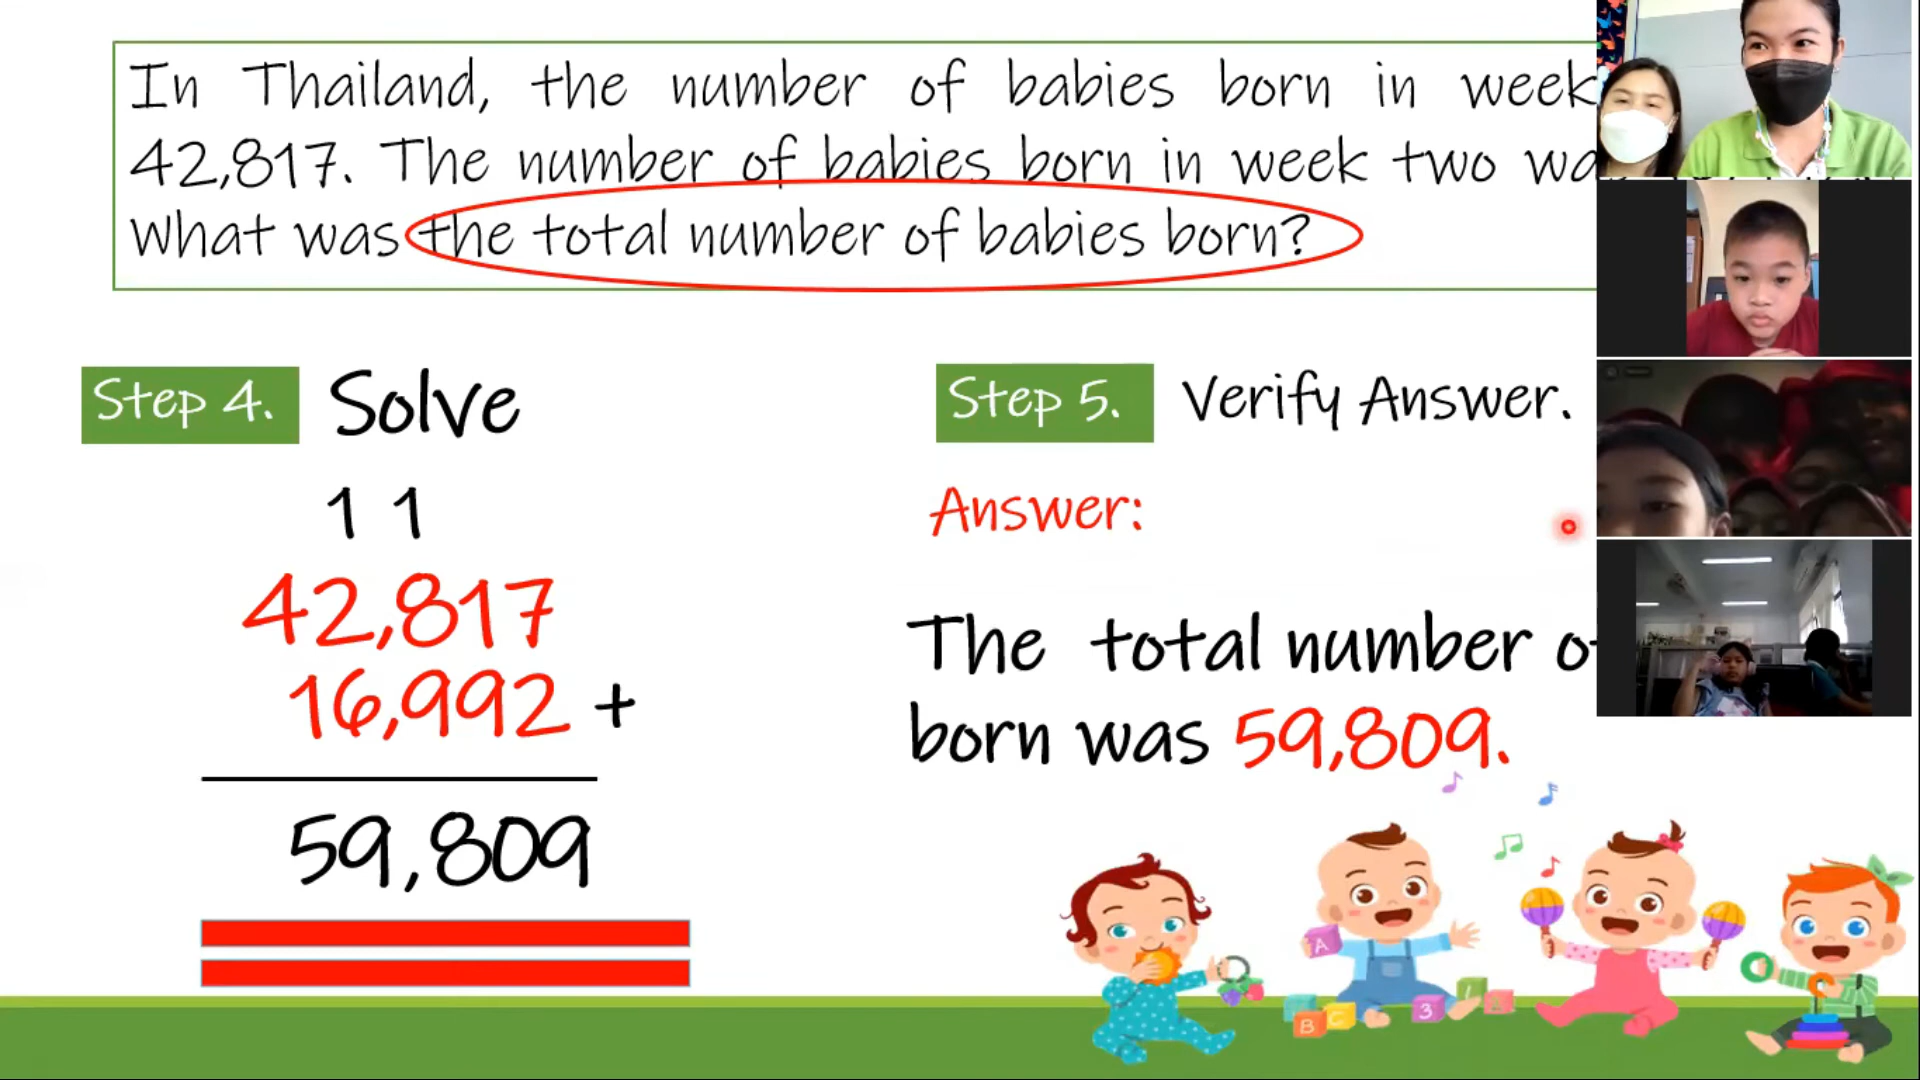 In Thailand, the number of babies born in week
42,817. The number of babies born in week two
What was the total number of babies born?
Step 4. Solve
1 1
42,817
16,992 +
59,809
Step 5. Verify Answer.
Answer:
The total number
born was 59,809.
A
B C 3